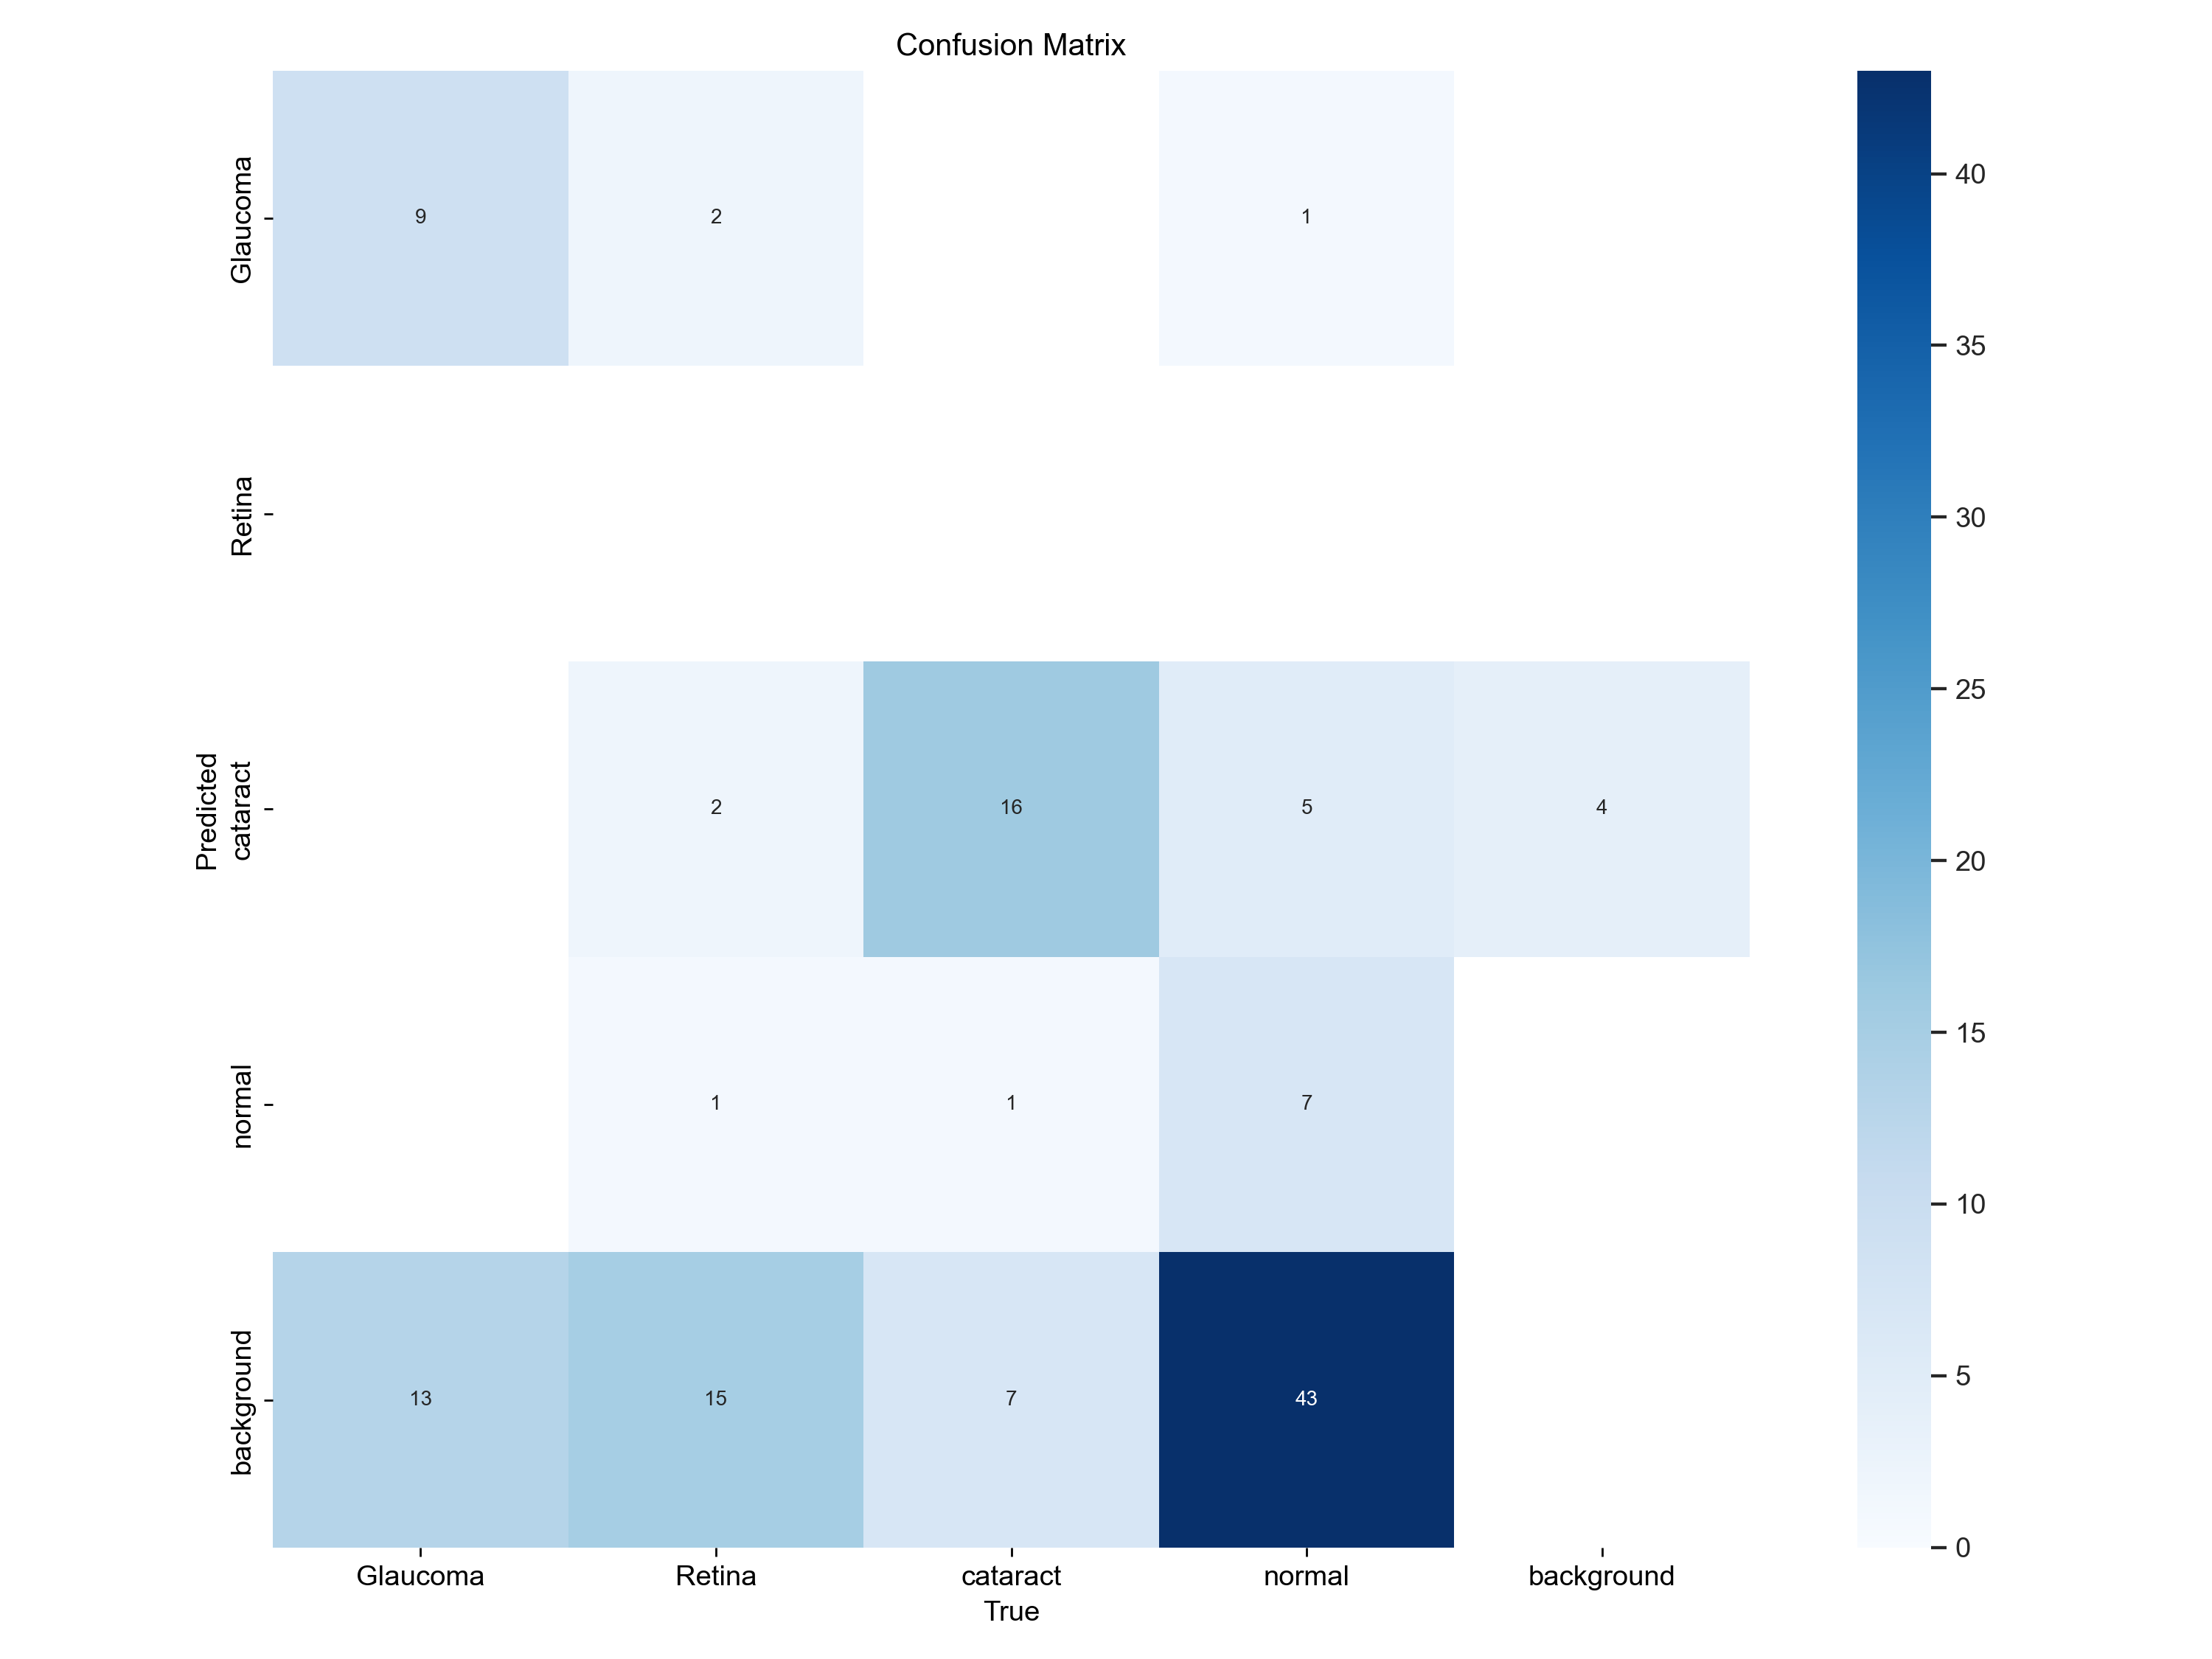 Confusion Matrix
Predicted
Glaucoma
9 2 1
Retina
cataract
2 16 5 4
normal
1 1 7
background
13 15 7 43
Glaucoma Retina cataract normal background
True
40
35
30
25
20
15
10
5
0